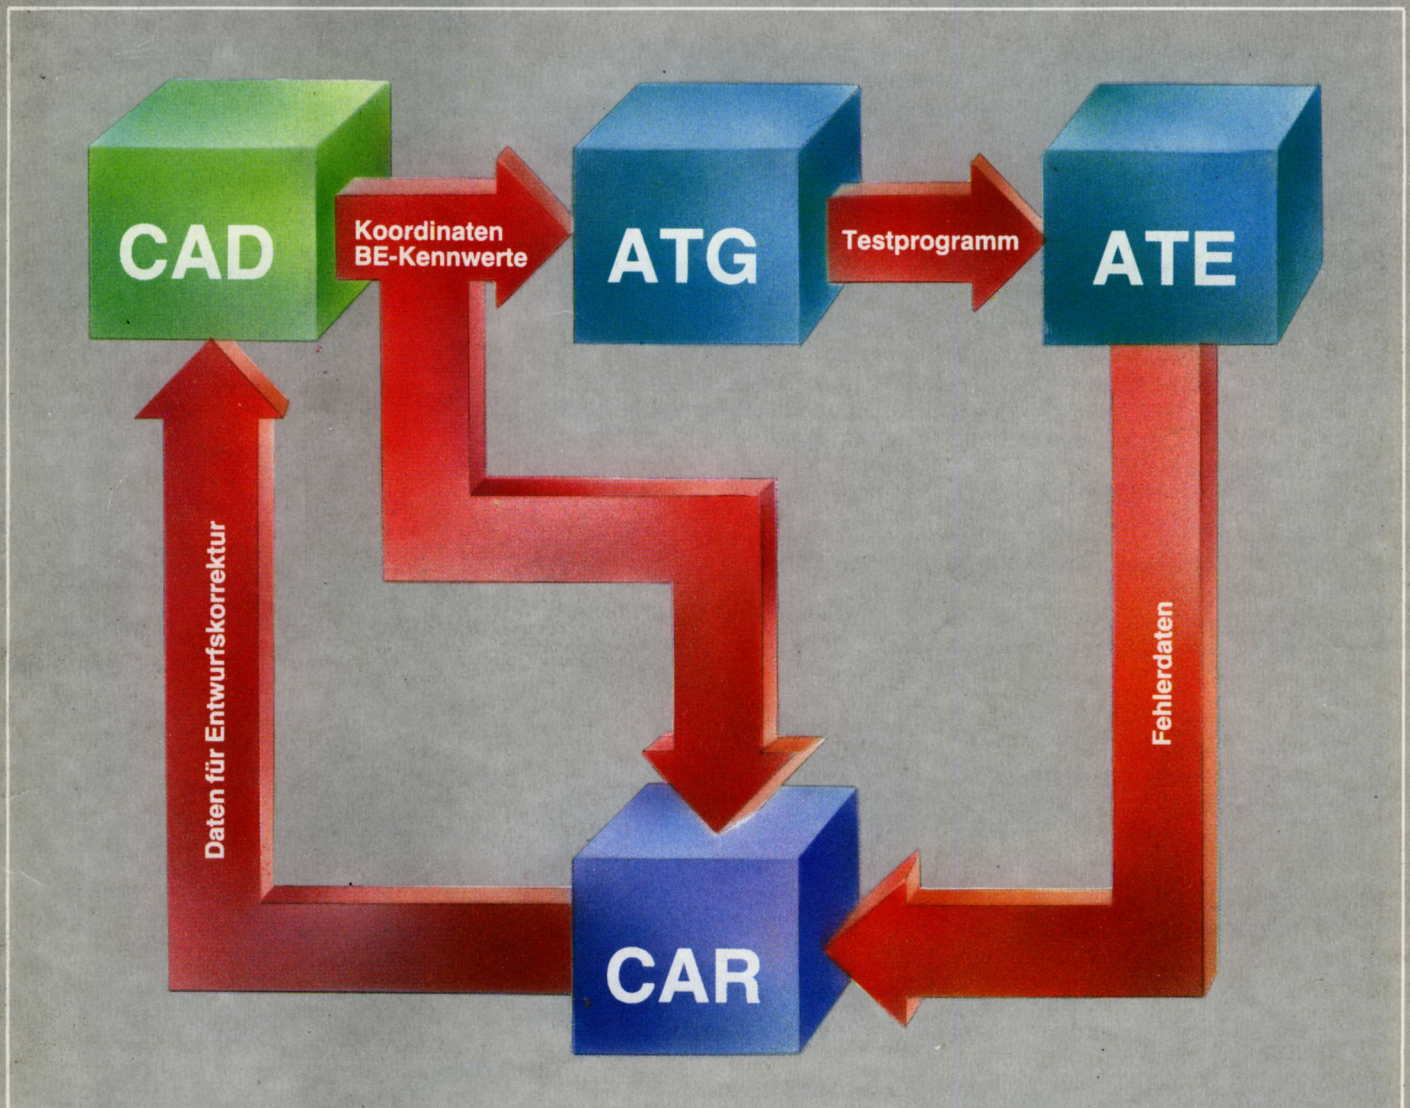 CAD
Koordinaten
BE-Kennwerte
ATG
Testprogramm
ATE
Daten für Entwurfskorrektur
Fehlerdaten
CAR